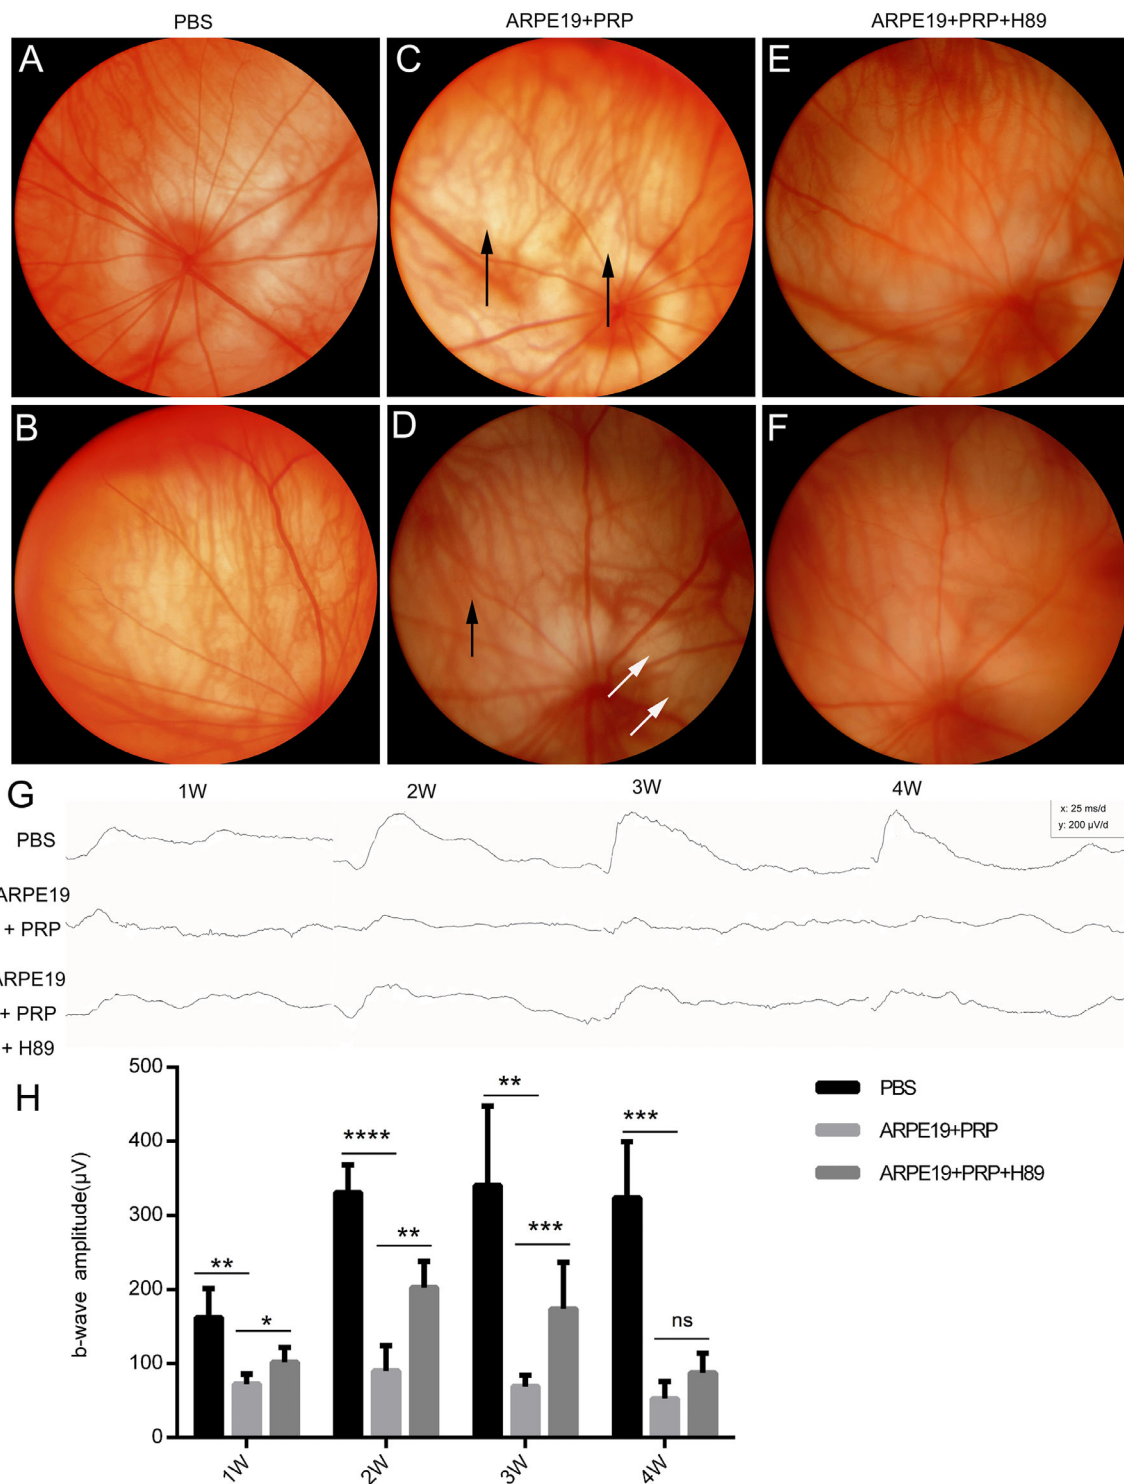 PBS
ARPE19+PRP
ARPE19+PRP+H89
A
C
E
B
D
F
G
1W
2W
3W
4W
x: 25 ms/d
y: 200 µV/d
PBS
ARPE19
+ PRP
ARPE19
+ PRP
+ H89
H
b-wave amplitude(µV)
500
400
300
200
100
0
**
*
****
**
**
***
***
ns
1W
2W
3W
4W
PBS
ARPE19+PRP
ARPE19+PRP+H89